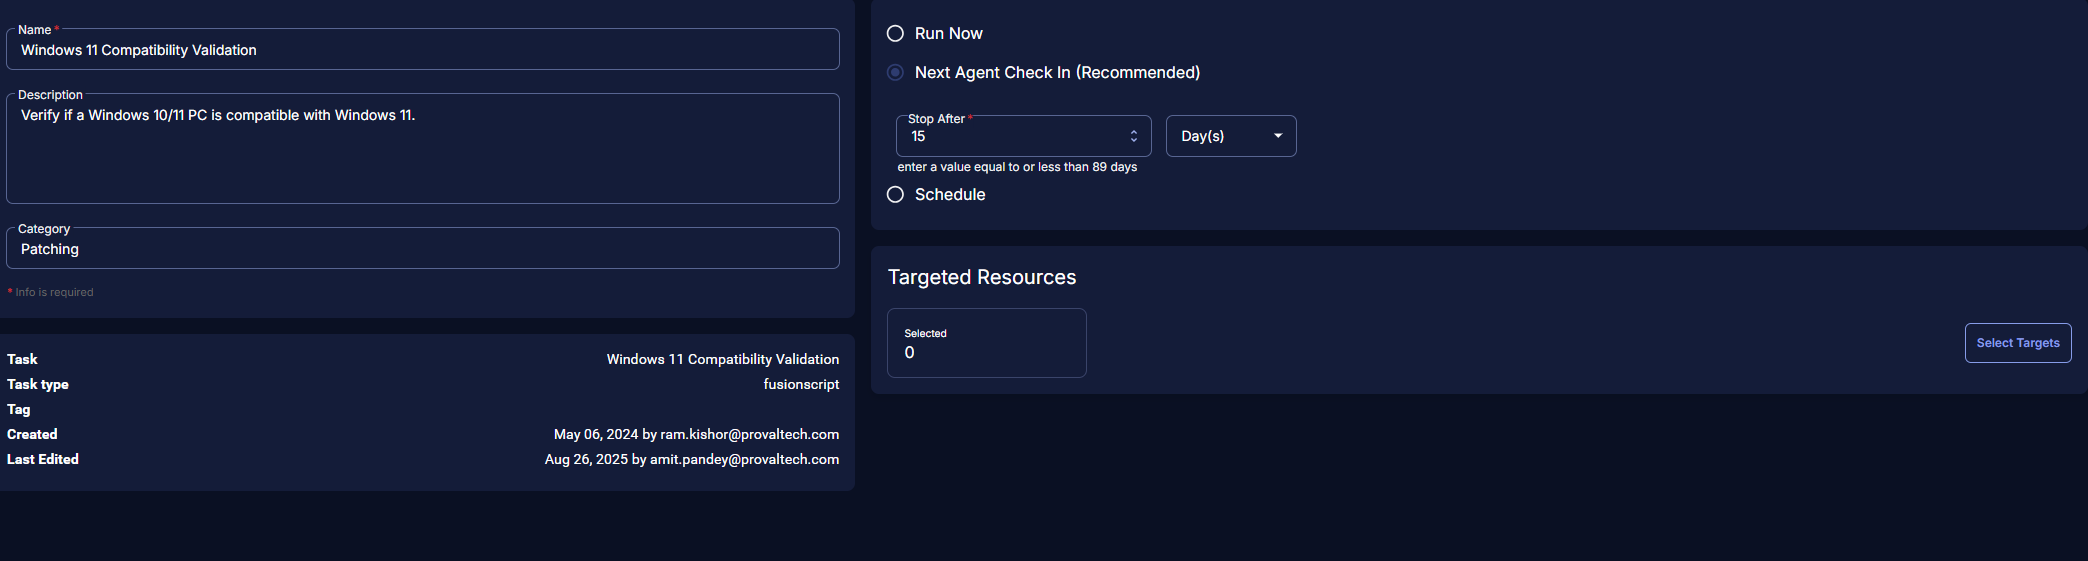 Name *
Windows 11 Compatibility Validation
Description
Verify if a Windows 10/11 PC is compatible with Windows 11.
Category
Patching
* Info is required
Task Windows 11 Compatibility Validation
Task type fusionscript
Tag
Created May 06, 2024 by ram.kishor@provaltech.com
Last Edited Aug 26, 2025 by amit.pandey@provaltech.com
Run Now
Next Agent Check In (Recommended)
Stop After *
15 Day(s)
enter a value equal to or less than 89 days
Schedule
Targeted Resources
Selected
0
Select Targets